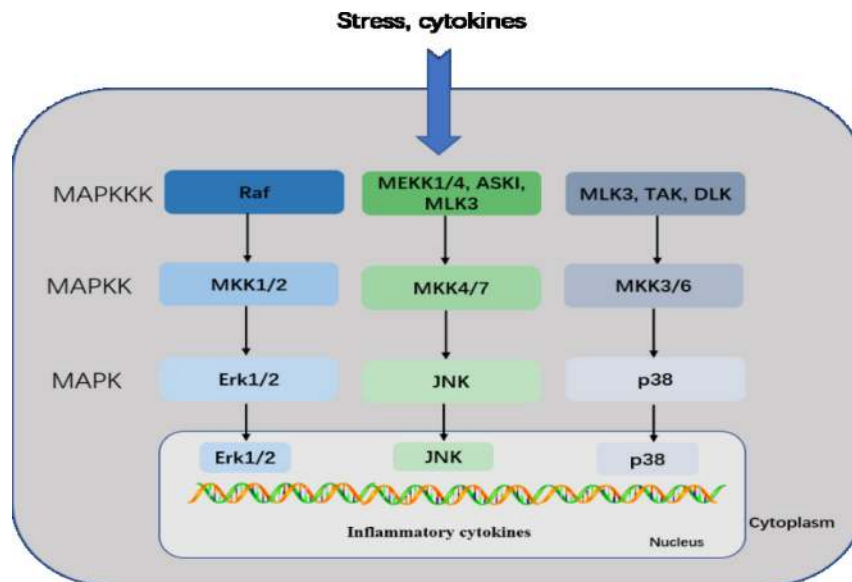 Stress, cytokines
MAPKKK
Raf
MEKK1/4, ASKI,
MLK3
MLK3, TAK, DLK
MAPKK
MKK1/2
MKK4/7
MKK3/6
MAPK
Erk1/2
JNK
p38
Erk1/2
JNK
p38
Inflammatory cytokines
Nucleus
Cytoplasm